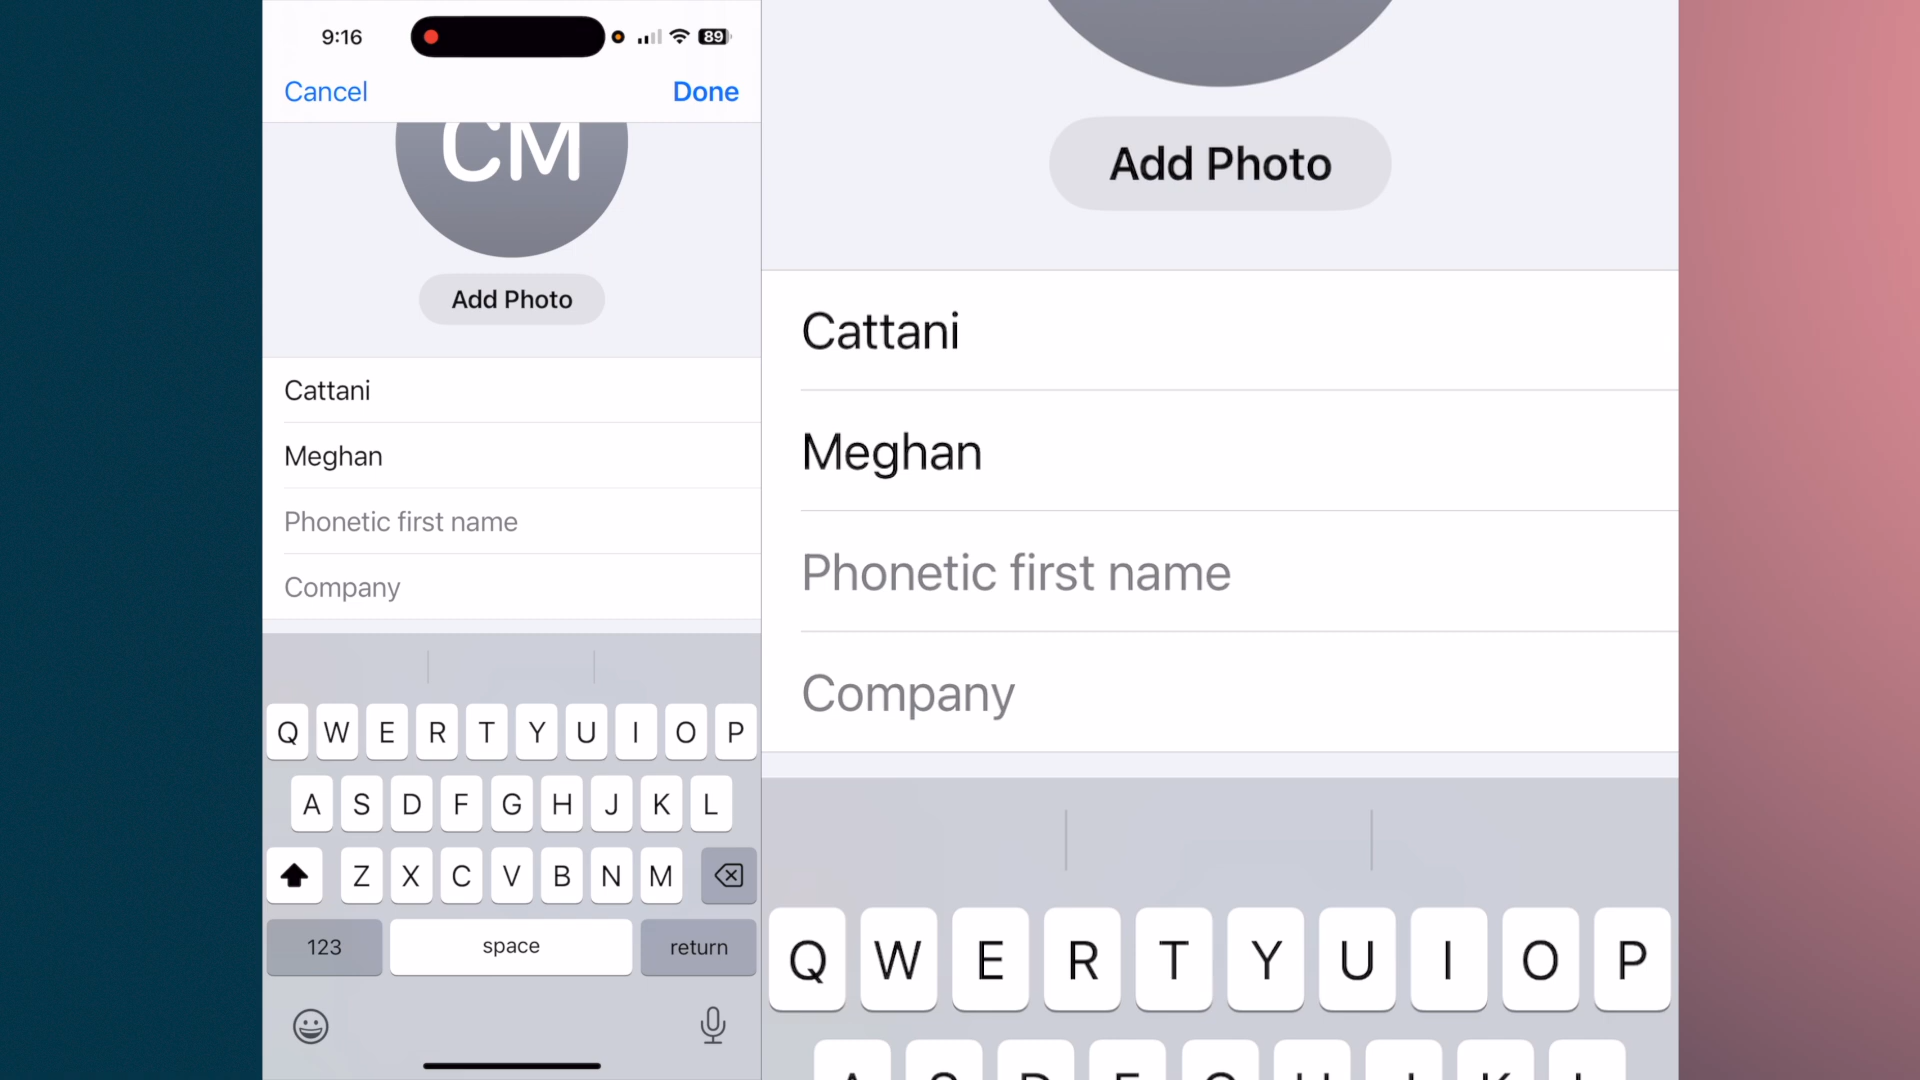 9:16
89
Cancel
Done
CM
Add Photo
Cattani
Meghan
Phonetic first name
Company
Q W E R T Y U I O P
A S D F G H J K L
Z X C V B N M
123 space return
Add Photo
Cattani
Meghan
Phonetic first name
Company
Q W E R T Y U I O P
A S D F G H J K L